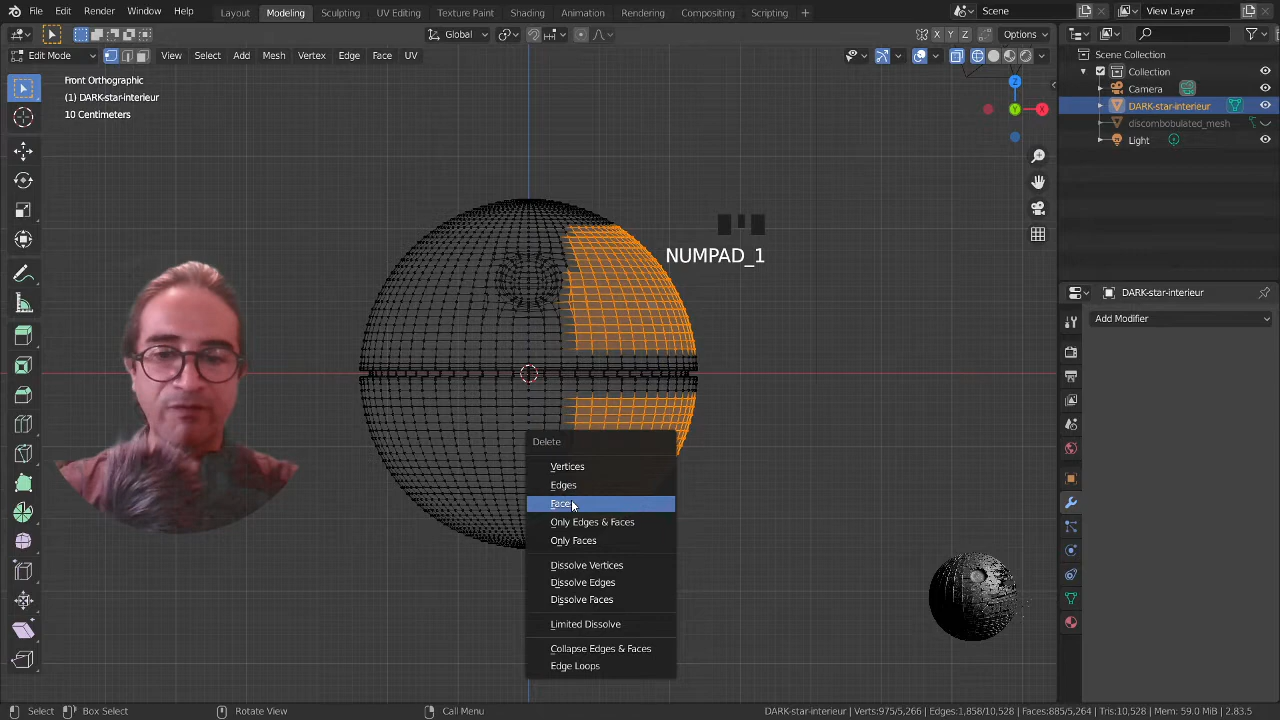 File Edit Render Window Help Layout Modeling Sculpting UV Editing Texture Paint Shading Animation Rendering Compositing Scripting + Scene View Layer
Global X Y Z Options
Edit Mode View Select Add Mesh Vertex Edge Face UV
Front Orthographic
(1) DARK-star-interieur
10 Centimeters
Z
X
Y
NUMPAD_1
Delete
Vertices
Edges
Faces
Only Edges & Faces
Only Faces
Dissolve Vertices
Dissolve Edges
Dissolve Faces
Limited Dissolve
Collapse Edges & Faces
Edge Loops
Scene Collection
Collection
Camera
DARK-star-interieur
discombobulated_mesh
Light
DARK-star-interieur
Add Modifier
Select Box Select Rotate View Call Menu DARK-star-interieur | Verts:975/5,266 | Edges:1,858/10,528 | Faces:885/5,264 | Tris:10,528 | Mem: 59.0 MiB | 2.83.5